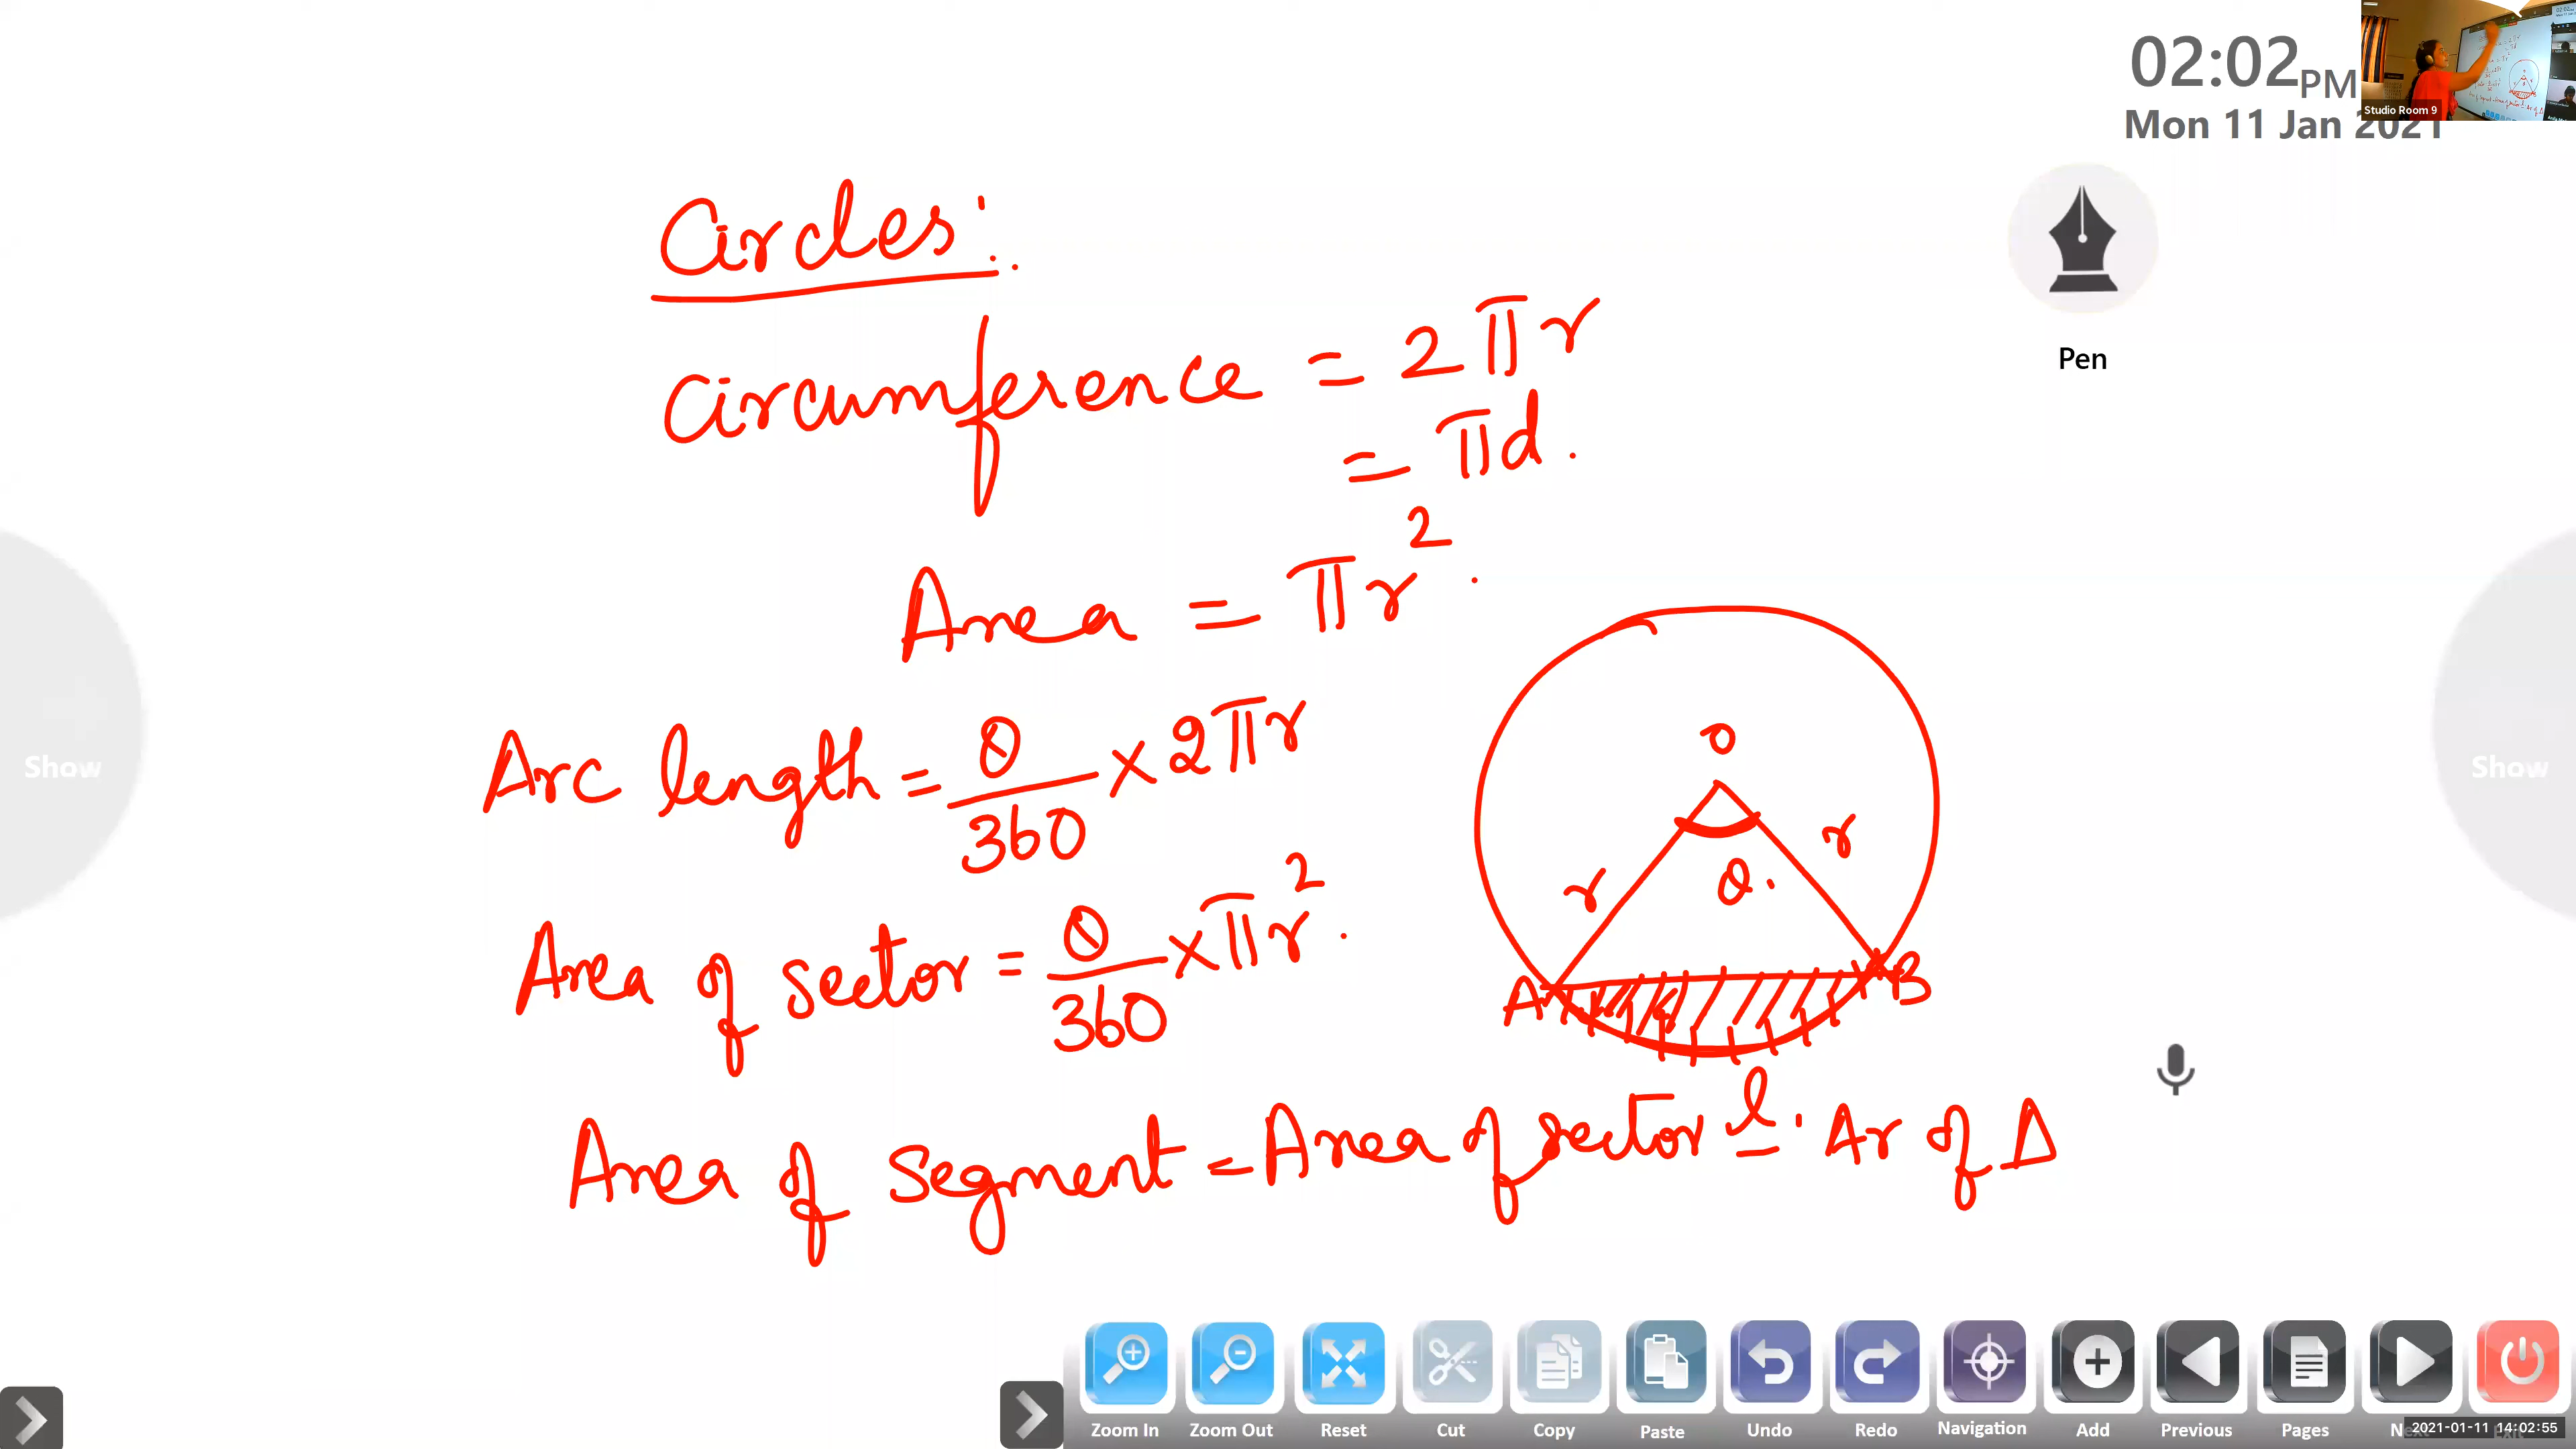 02:02 PM
Mon 11 Jan 2021
Studio Room 9
Pen
Circles:
Circumference = 2πr
= πd.
Area = πr².
Arc length = θ/360 × 2πr
Area of sector = θ/360 × πr².
O
r
r
θ.
A
B
l
Area of segment = Area of sector - Ar of Δ
Show
Show
Zoom In
Zoom Out
Reset
Cut
Copy
Paste
Undo
Redo
Navigation
Add
Previous
Pages
2021-01-11 14:02:55